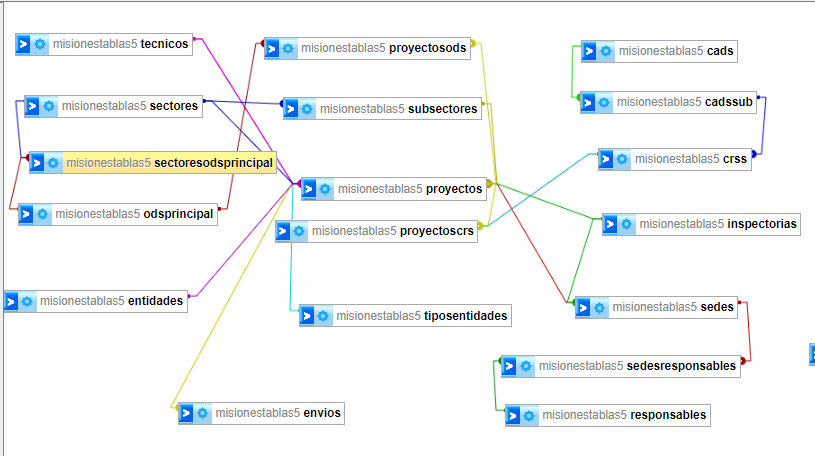 misionestablas5 tecnicos
misionestablas5 proyectosods
misionestablas5 cads
misionestablas5 sectores
misionestablas5 subsectores
misionestablas5 cadssub
misionestablas5 sectoresodsprincipal
misionestablas5 crss
misionestablas5 proyectos
misionestablas5 odsprincipal
misionestablas5 proyectoscrs
misionestablas5 inspectorias
misionestablas5 entidades
misionestablas5 tiposentidades
misionestablas5 sedes
misionestablas5 sedesresponsables
misionestablas5 envios
misionestablas5 responsables